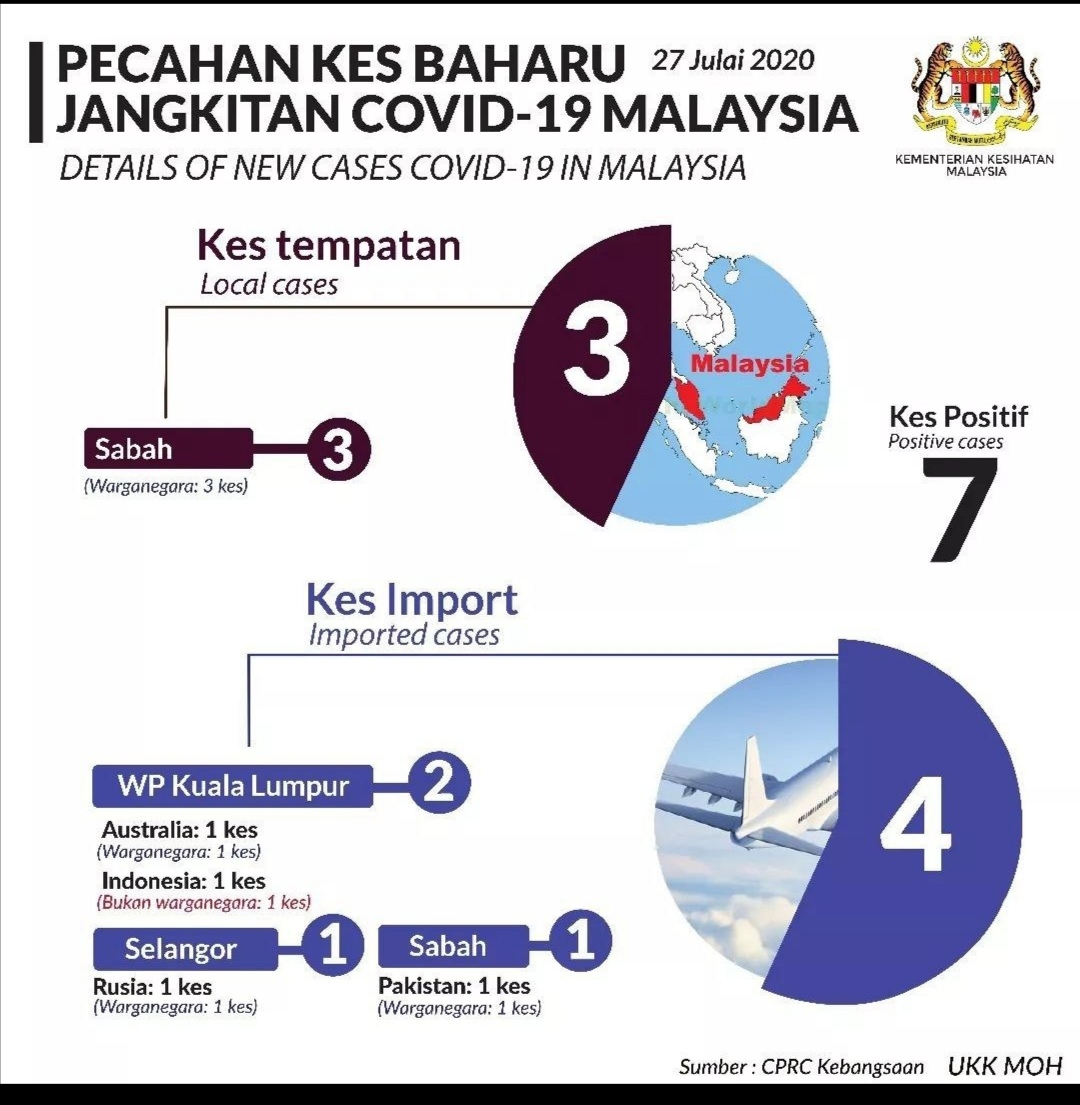 PECAHAN KES BAHARU 27 Julai 2020
JANGKITAN COVID-19 MALAYSIA
DETAILS OF NEW CASES COVID-19 IN MALAYSIA
KEMENTERIAN KESIHATAN
MALAYSIA
Kes tempatan
Local cases
3
Malaysia
Sabah 3
(Warganegara: 3 kes)
Kes Positif
Positive cases
7
Kes Import
Imported cases
4
WP Kuala Lumpur 2
Australia: 1 kes
(Warganegara: 1 kes)
Indonesia: 1 kes
(Bukan warganegara: 1 kes)
Selangor 1
Rusia: 1 kes
(Warganegara: 1 kes)
Sabah 1
Pakistan: 1 kes
(Warganegara: 1 kes)
Sumber : CPRC Kebangsaan UKK MOH